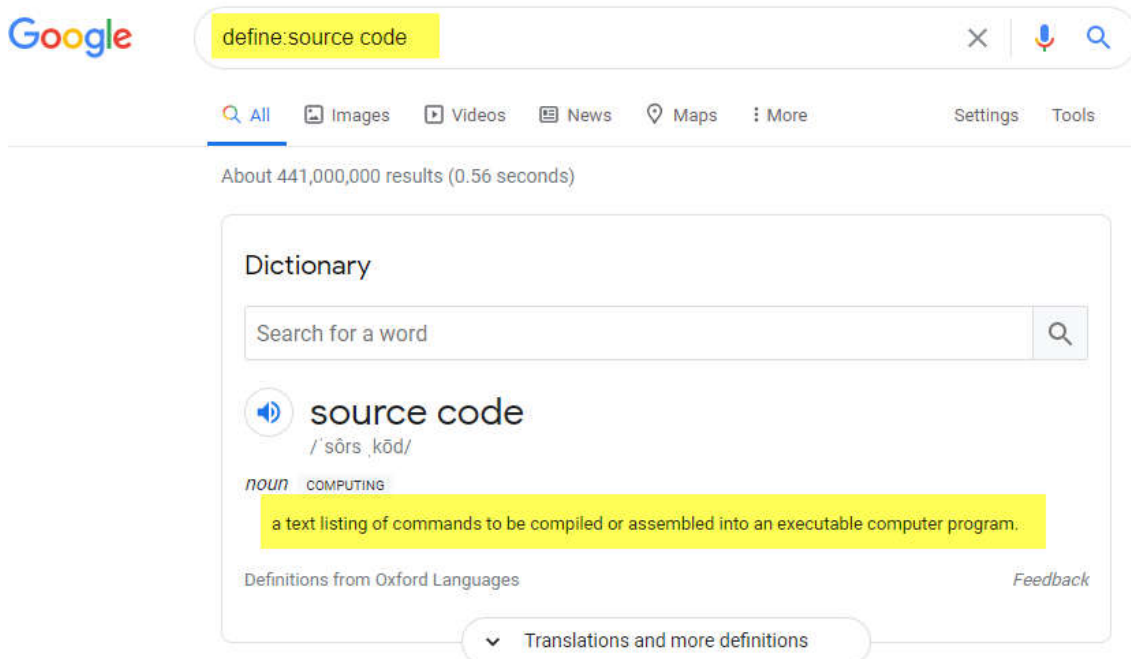 Google
define:source code
All Images Videos News Maps More Settings Tools
About 441,000,000 results (0.56 seconds)
Dictionary
Search for a word
source code
/ˈsôrs ˌkōd/
noun COMPUTING
a text listing of commands to be compiled or assembled into an executable computer program.
Definitions from Oxford Languages Feedback
Translations and more definitions